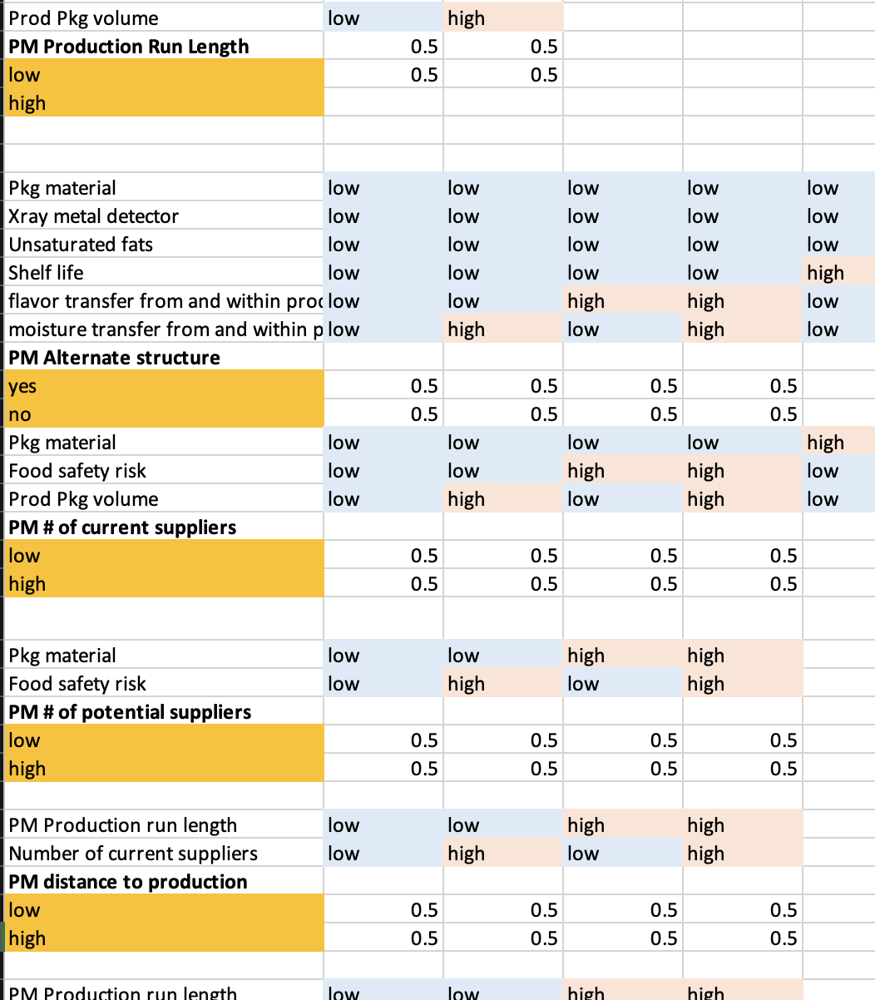 Prod Pkg volume low high
PM Production Run Length 0.5 0.5
low 0.5 0.5
high
Pkg material low low low low low
Xray metal detector low low low low low
Unsaturated fats low low low low low
Shelf life low low low low high
flavor transfer from and within proc low low high high low
moisture transfer from and within p low high low high low
PM Alternate structure
yes 0.5 0.5 0.5 0.5
no 0.5 0.5 0.5 0.5
Pkg material low low low low high
Food safety risk low low high high low
Prod Pkg volume low high low high low
PM # of current suppliers
low 0.5 0.5 0.5 0.5
high 0.5 0.5 0.5 0.5
Pkg material low low high high
Food safety risk low high low high
PM # of potential suppliers
low 0.5 0.5 0.5 0.5
high 0.5 0.5 0.5 0.5
PM Production run length low low high high
Number of current suppliers low high low high
PM distance to production
low 0.5 0.5 0.5 0.5
high 0.5 0.5 0.5 0.5
PM Production run length low low high high